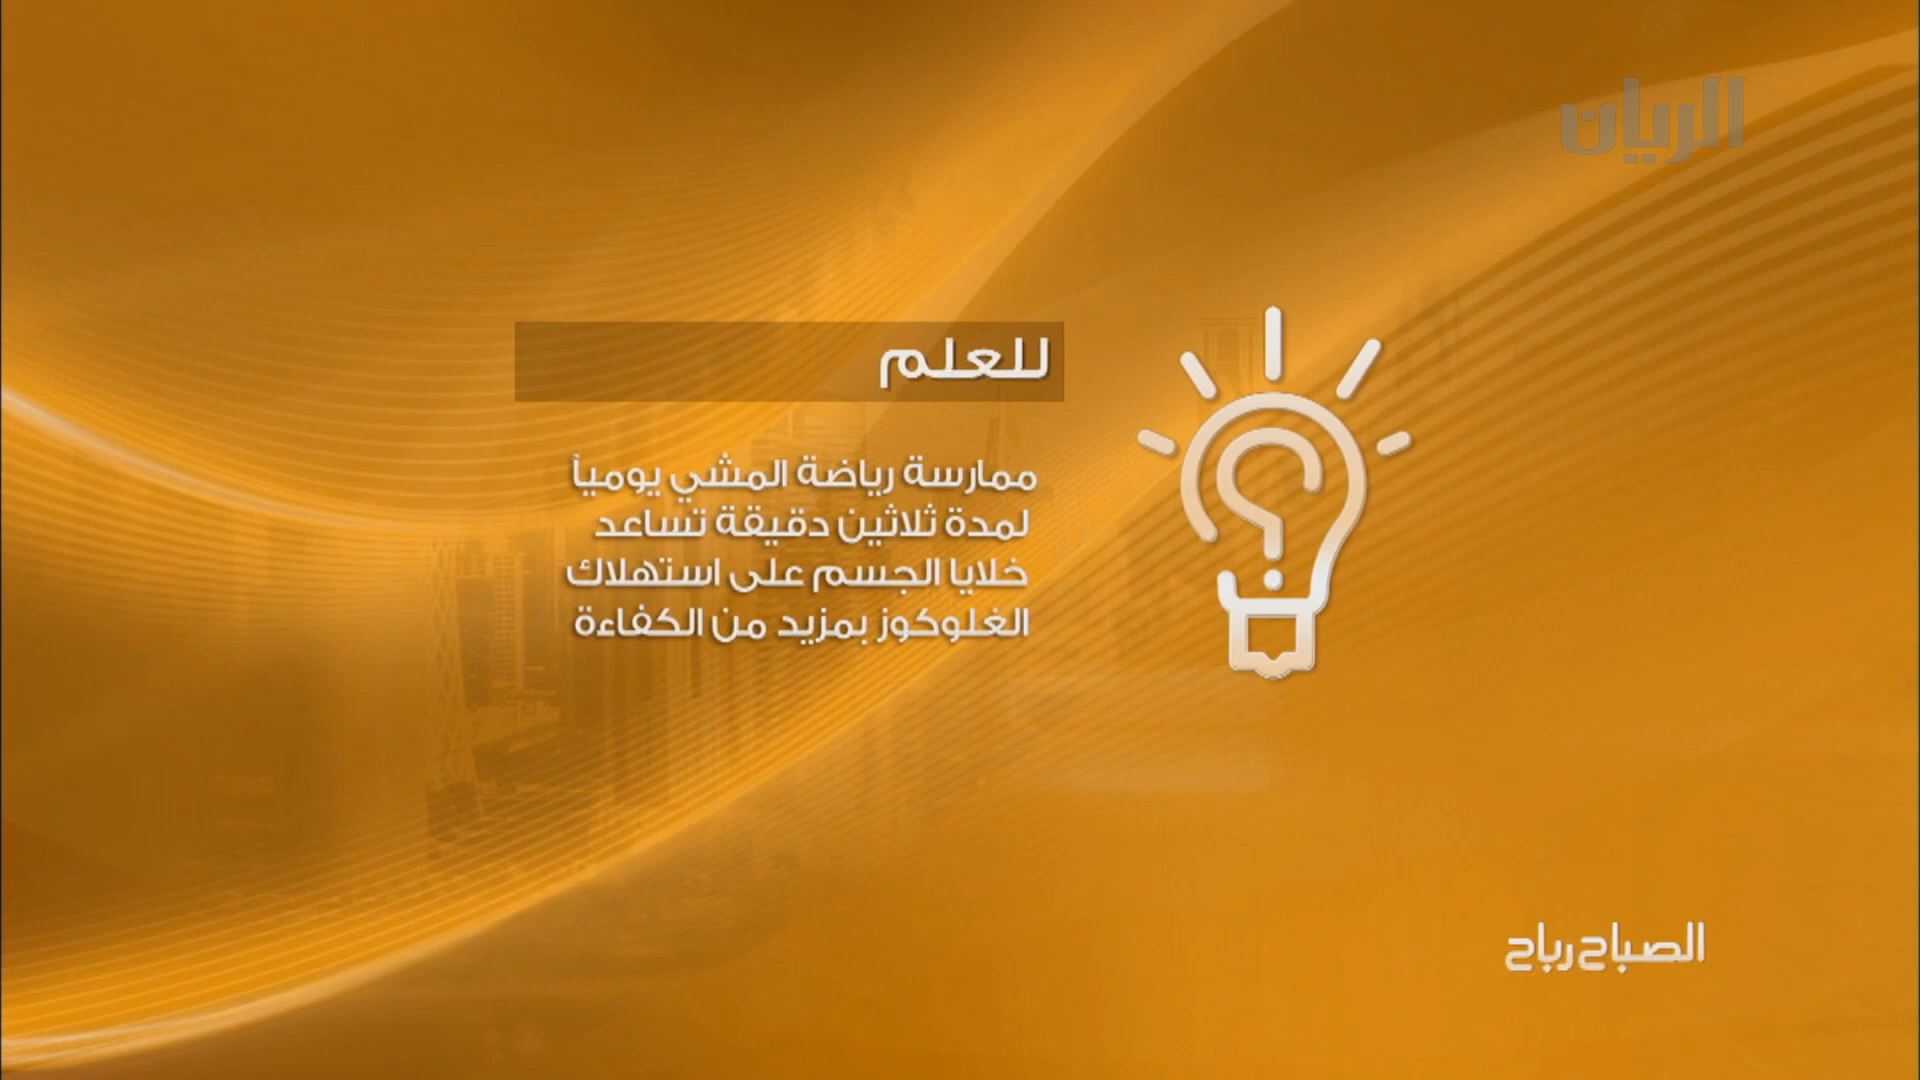 الريان
للعلم
ممارسة رياضة المشي يومياً
لمدة ثلاثين دقيقة تساعد
خلايا الجسم على استهلاك
الغلوكوز بمزيد من الكفاءة
الصباح رباح